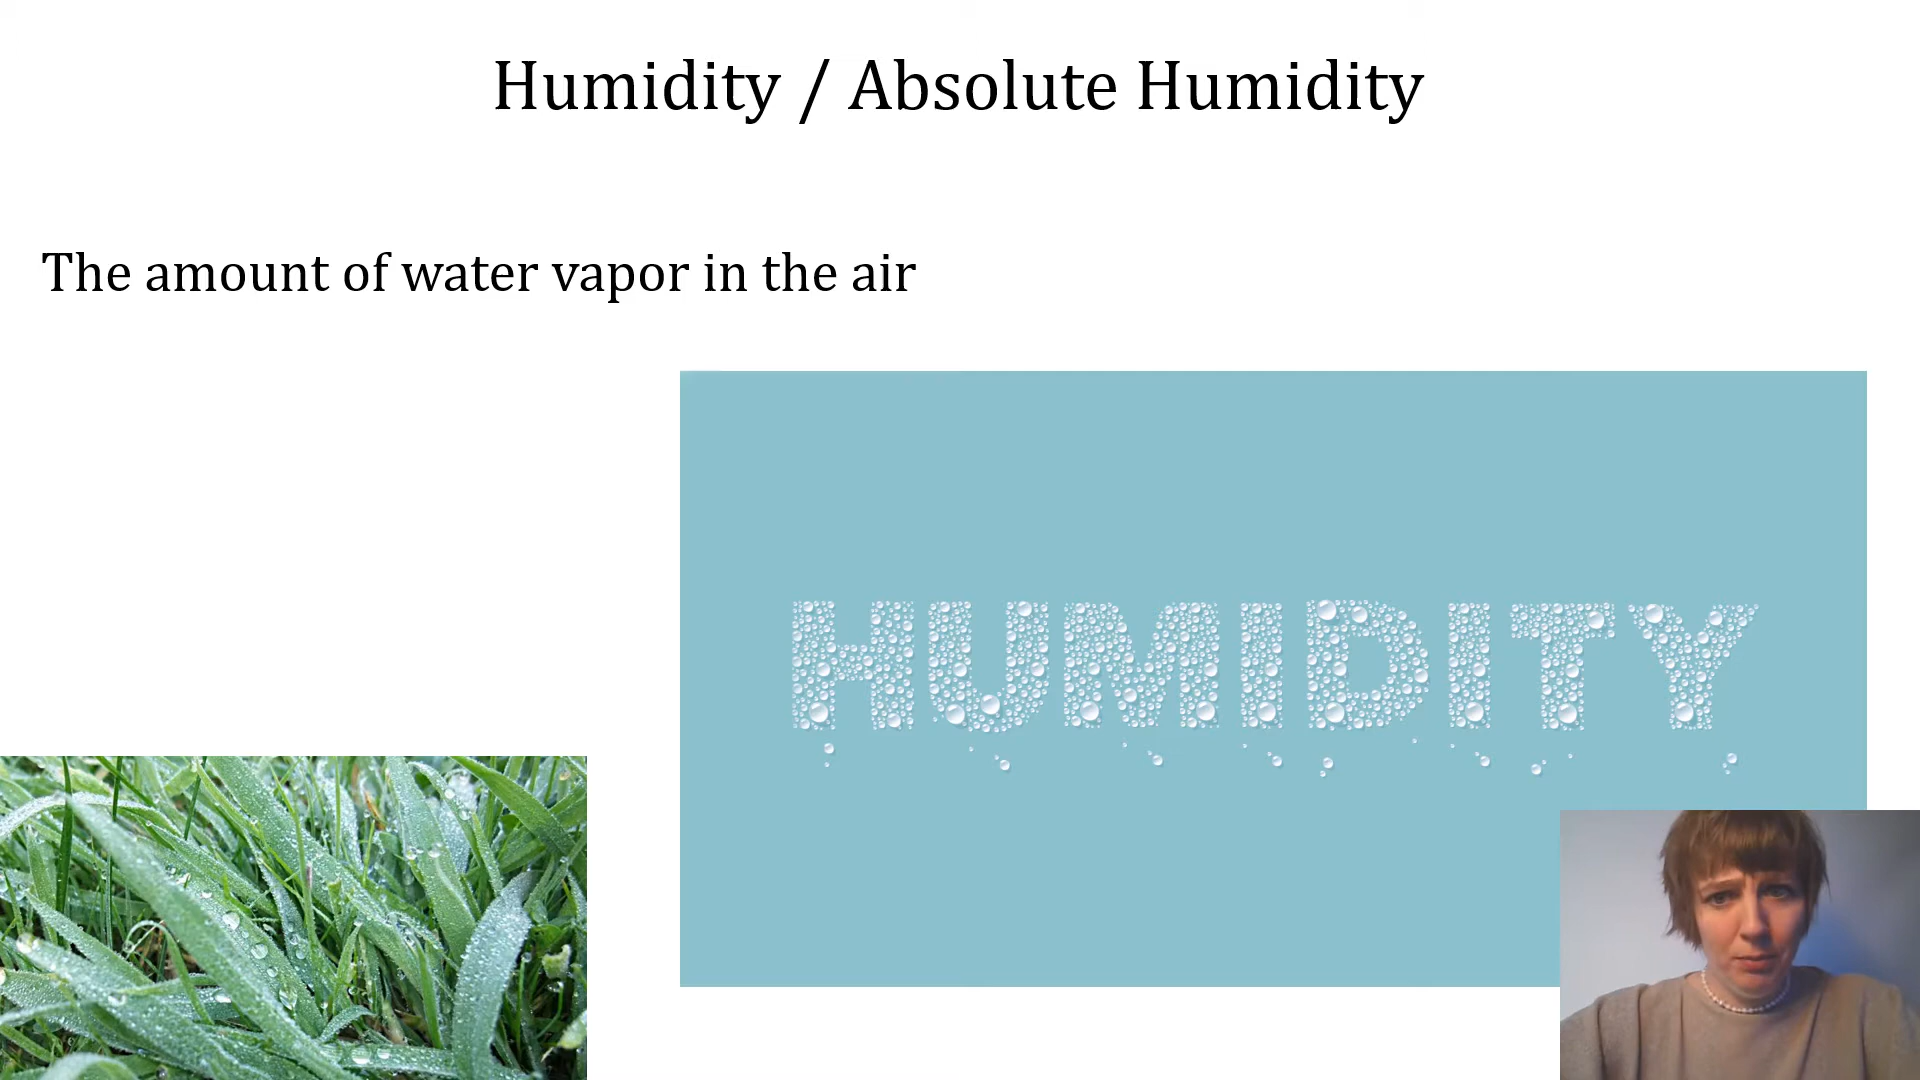 Humidity / Absolute Humidity
The amount of water vapor in the air
HUMIDITY